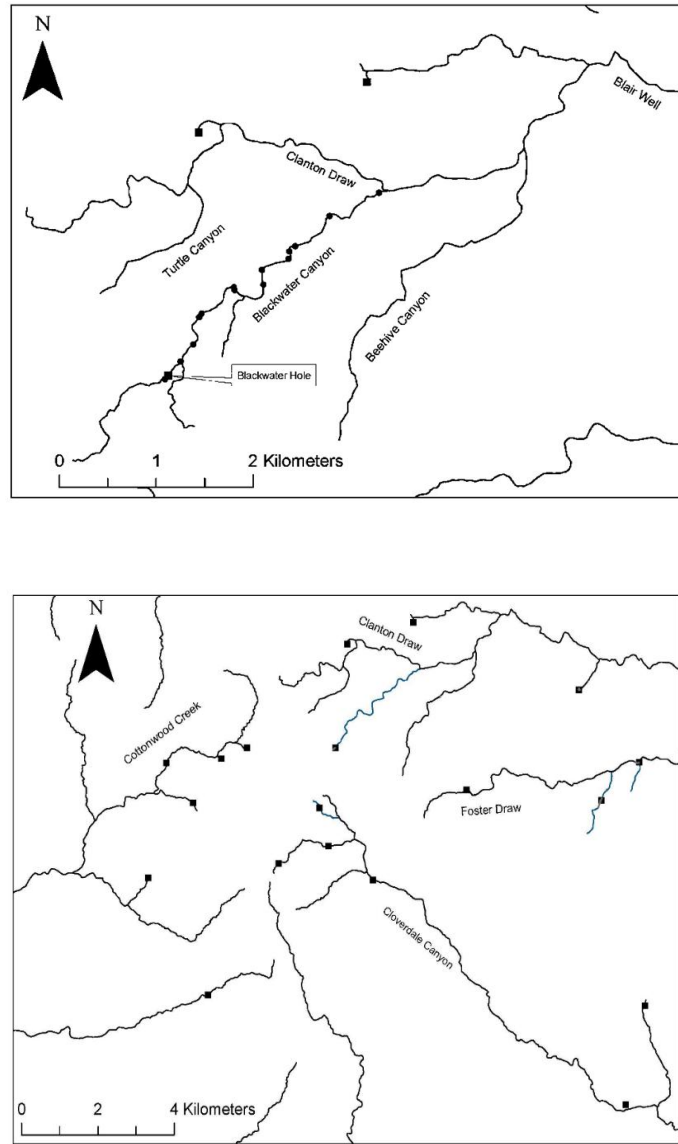 N
Blair Well
Clanton Draw
Turtle Canyon
Blackwater Canyon
Beehive Canyon
Blackwater Hole
0 1 2 Kilometers
N
Clanton Draw
Cottonwood Creek
Foster Draw
Cloverdale Canyon
0 2 4 Kilometers